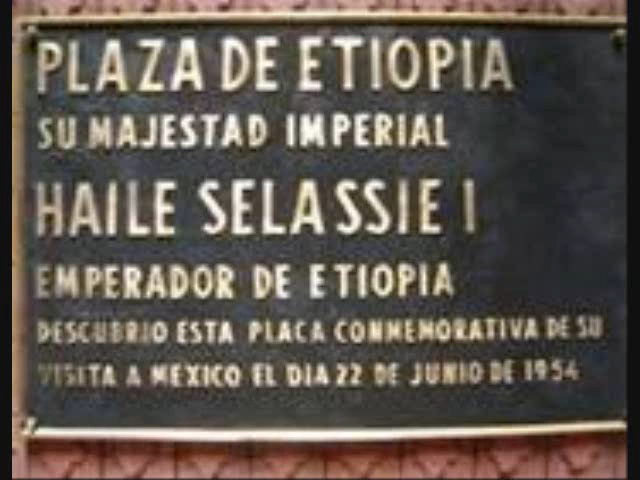 PLAZA DE ETIOPIA
SU MAJESTAD IMPERIAL
HAILE SELASSIE I
EMPERADOR DE ETIOPIA
DESCUBRIO ESTA PLACA CONMEMORATIVA DE SU
VISITA A MEXICO EL DIA 22 DE JUNIO DE 1954